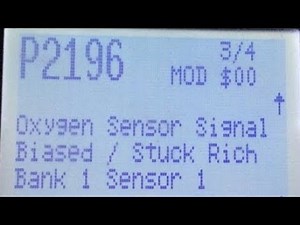 P2196 3/4
MOD $00
Oxygen Sensor Signal
Biased / Stuck Rich
Bank 1 Sensor 1